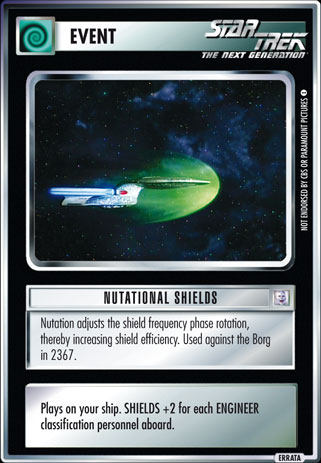 EVENT
STAR TREK
THE NEXT GENERATION
NOT ENDORSED BY CBS OR PARAMOUNT PICTURES
NUTATIONAL SHIELDS
Nutation adjusts the shield frequency phase rotation,
thereby increasing shield efficiency. Used against the Borg
in 2367.
Plays on your ship. SHIELDS +2 for each ENGINEER
classification personnel aboard.
ERRATA